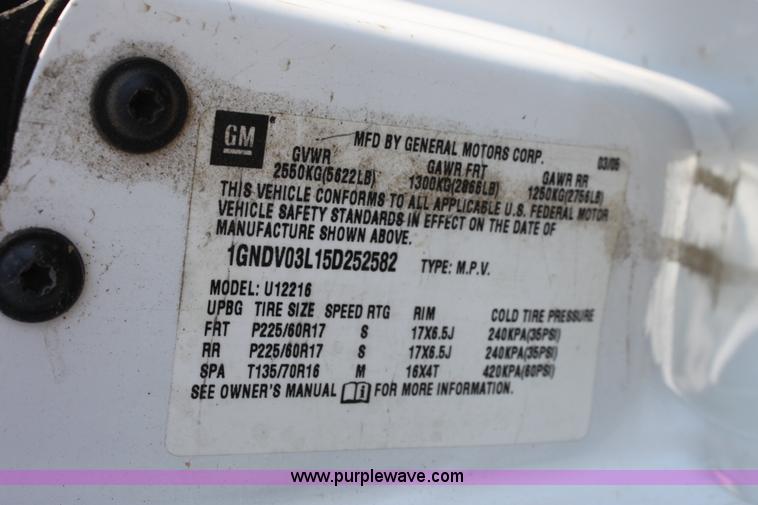 GM
MFD BY GENERAL MOTORS CORP. 03/05
GVWR GAWR FRT GAWR RR
2550KG(5622LB) 1300KG(2866LB) 1250KG(2756LB)
THIS VEHICLE CONFORMS TO ALL APPLICABLE U.S. FEDERAL MOTOR
VEHICLE SAFETY STANDARDS IN EFFECT ON THE DATE OF
MANUFACTURE SHOWN ABOVE.
1GNDV03L15D252582 TYPE: M.P.V.
MODEL: U12216
UPBG TIRE SIZE SPEED RTG RIM COLD TIRE PRESSURE
FRT P225/60R17 S 17X6.5J 240KPA(35PSI)
RR P225/60R17 S 17X6.5J 240KPA(35PSI)
SPA T135/70R16 M 16X4T 420KPA(60PSI)
SEE OWNER'S MANUAL FOR MORE INFORMATION.
www.purplewave.com